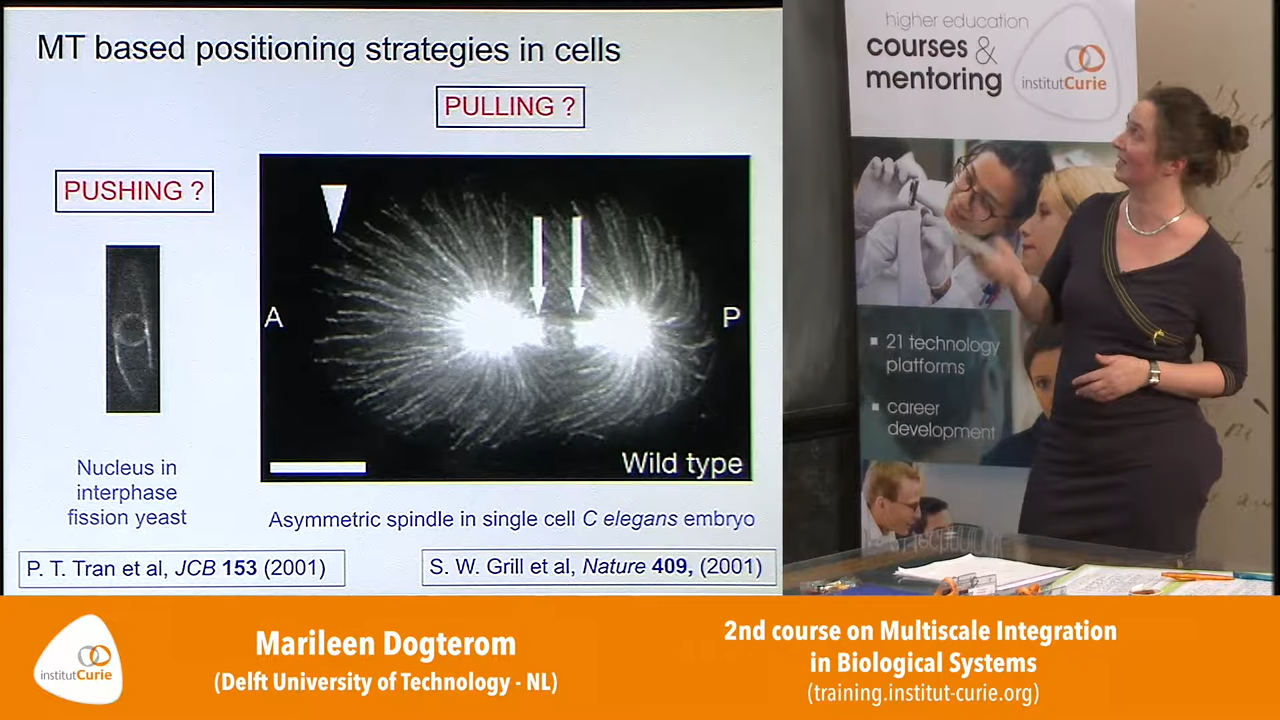 MT based positioning strategies in cells
PULLING ?
PUSHING ?
A
P
Wild type
Nucleus in
interphase
fission yeast
Asymmetric spindle in single cell C elegans embryo
P. T. Tran et al, JCB 153 (2001)
S. W. Grill et al, Nature 409, (2001)
higher education
courses &
mentoring
institutCurie
▪ 21 technology
platforms
▪ career
development
institutCurie
Marileen Dogterom
(Delft University of Technology - NL)
2nd course on Multiscale Integration
in Biological Systems
(training.institut-curie.org)